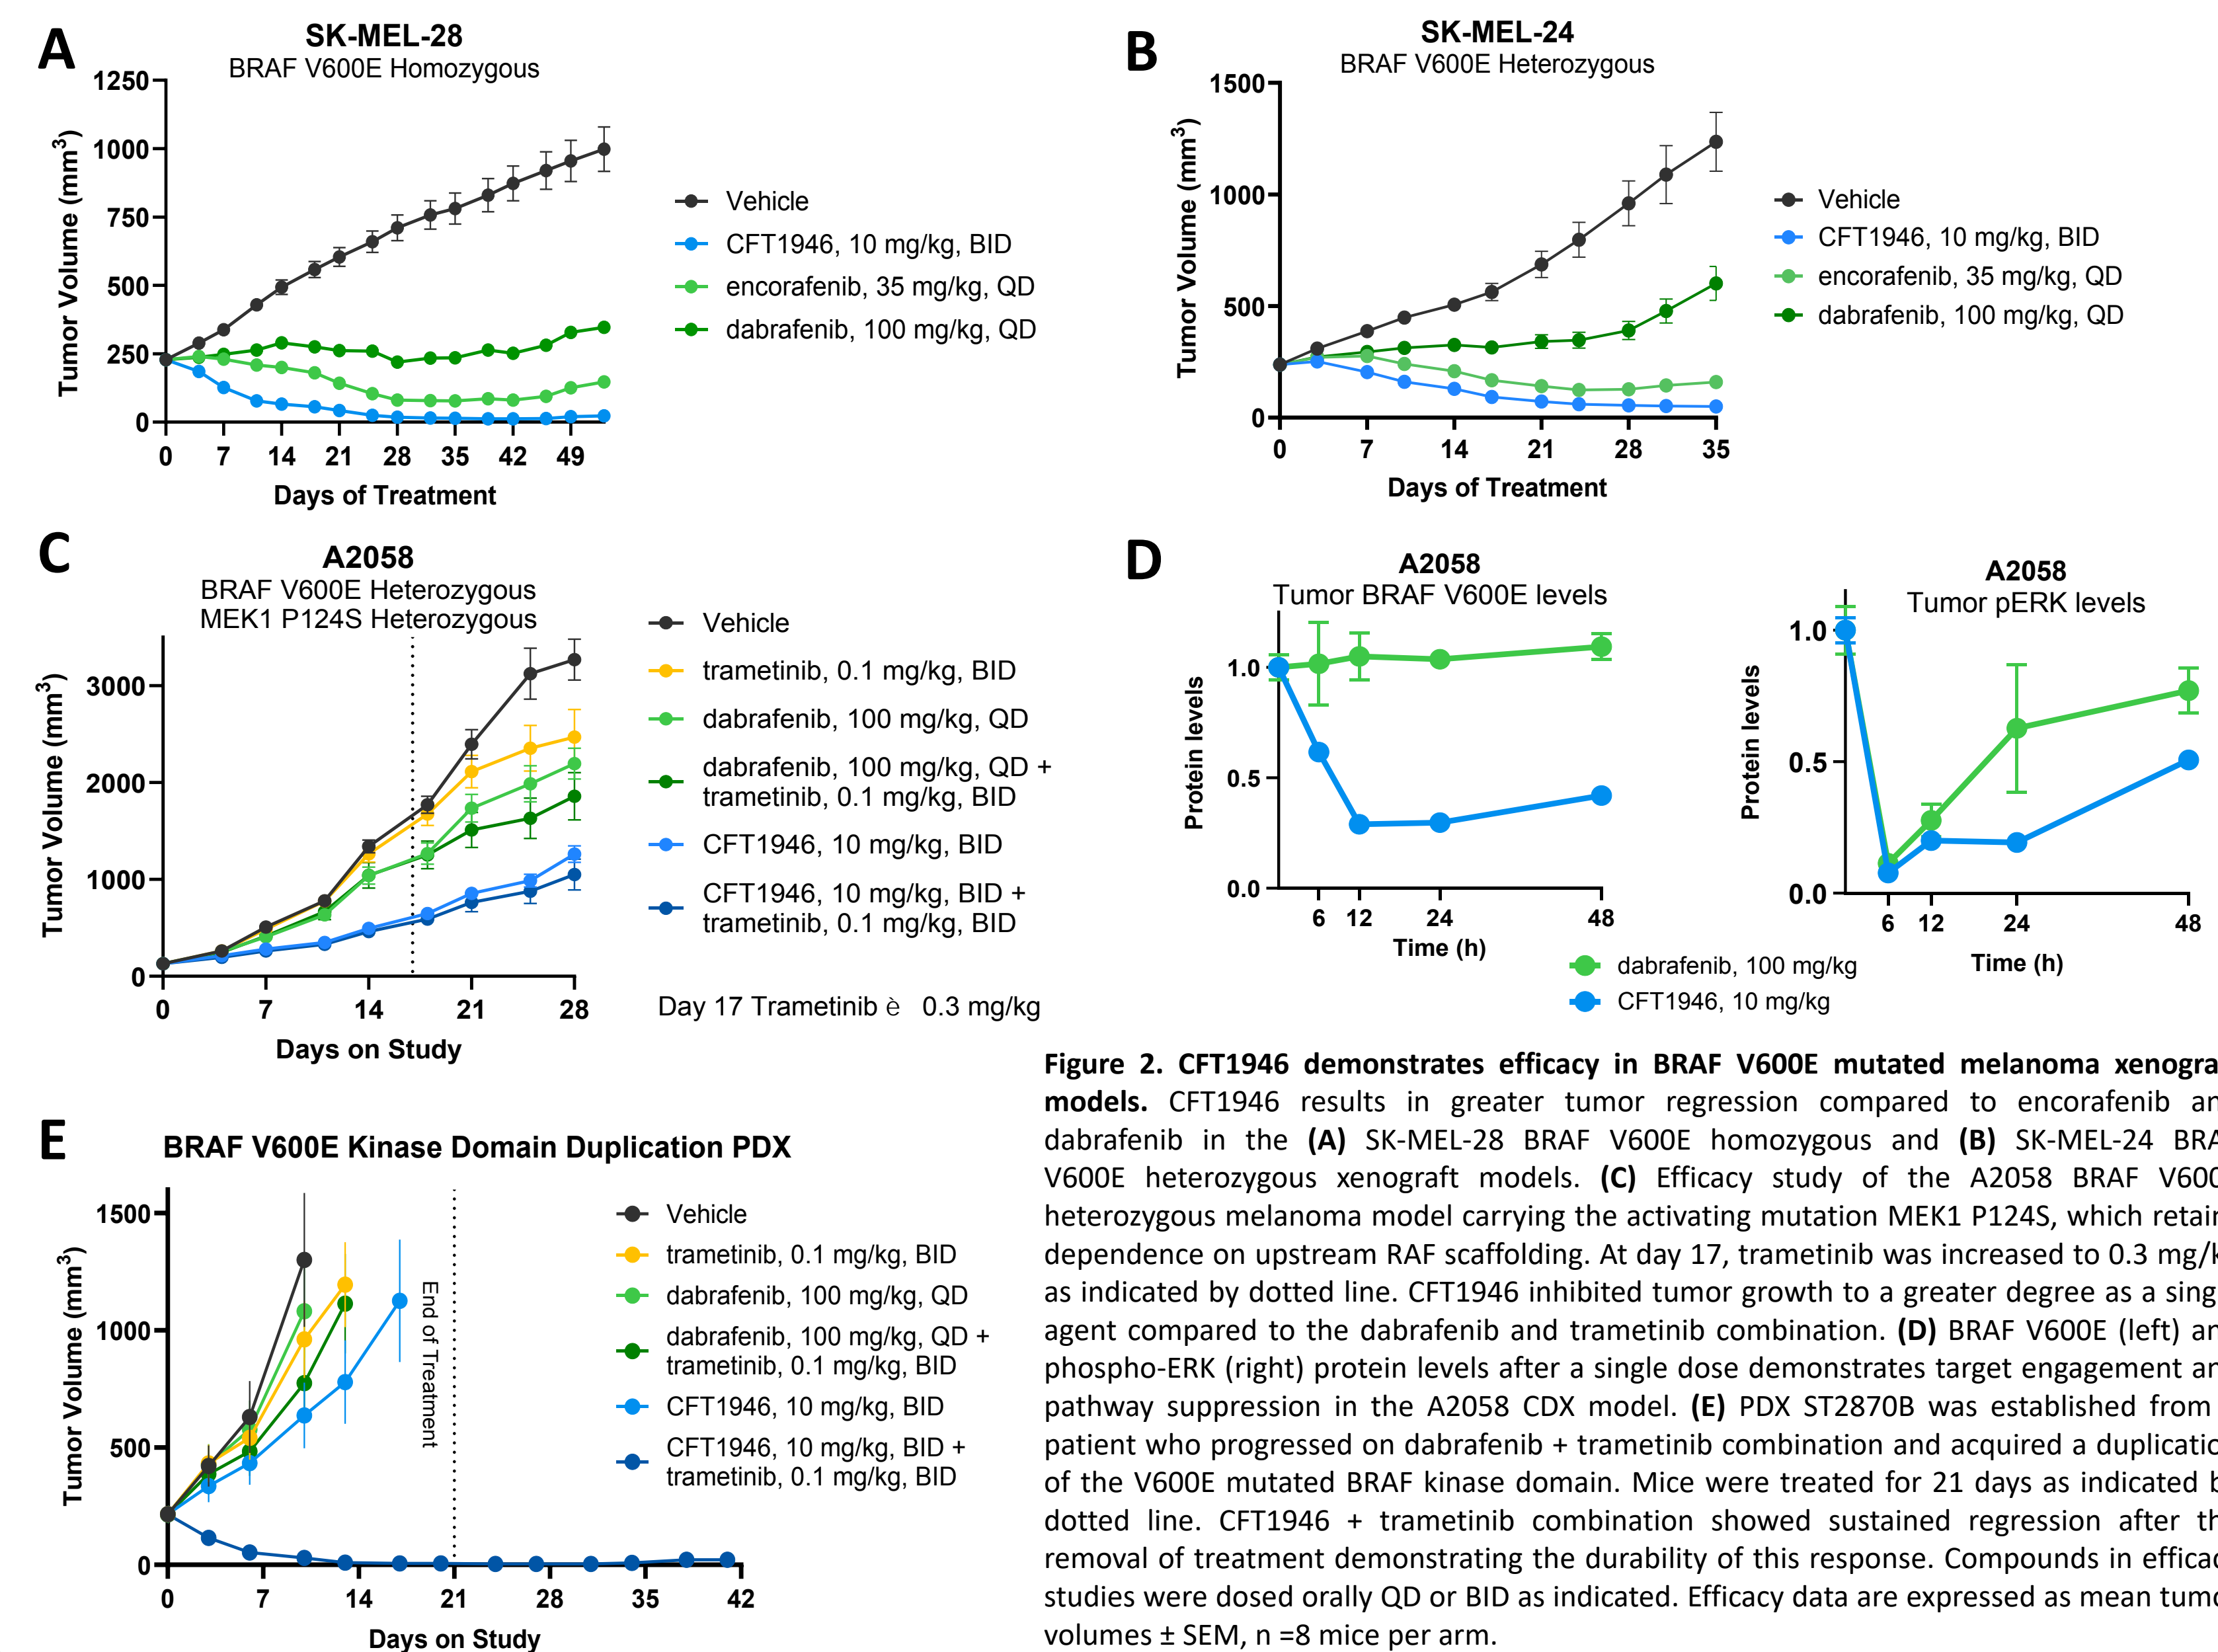 A
SK-MEL-28
BRAF V600E Homozygous
Tumor Volume (mm3)
1250
1000
750
500
250
0
0 7 14 21 28 35 42 49
Days of Treatment
Vehicle
CFT1946, 10 mg/kg, BID
encorafenib, 35 mg/kg, QD
dabrafenib, 100 mg/kg, QD
B
SK-MEL-24
BRAF V600E Heterozygous
Tumor Volume (mm3)
1500
1000
500
0
0 7 14 21 28 35
Days of Treatment
Vehicle
CFT1946, 10 mg/kg, BID
encorafenib, 35 mg/kg, QD
dabrafenib, 100 mg/kg, QD
C
A2058
BRAF V600E Heterozygous
MEK1 P124S Heterozygous
Tumor Volume (mm3)
3000
2000
1000
0
0 7 14 21 28
Days on Study
Vehicle
trametinib, 0.1 mg/kg, BID
dabrafenib, 100 mg/kg, QD
dabrafenib, 100 mg/kg, QD +
trametinib, 0.1 mg/kg, BID
CFT1946, 10 mg/kg, BID
CFT1946, 10 mg/kg, BID +
trametinib, 0.1 mg/kg, BID
Day 17 Trametinib è 0.3 mg/kg
D
A2058
Tumor BRAF V600E levels
Protein levels
1.0
0.5
0.0
6 12 24 48
Time (h)
A2058
Tumor pERK levels
Protein levels
1.0
0.5
0.0
6 12 24 48
Time (h)
dabrafenib, 100 mg/kg
CFT1946, 10 mg/kg
E
BRAF V600E Kinase Domain Duplication PDX
Tumor Volume (mm3)
1500
1000
500
0
0 7 14 21 28 35 42
Days on Study
End of Treatment
Vehicle
trametinib, 0.1 mg/kg, BID
dabrafenib, 100 mg/kg, QD
dabrafenib, 100 mg/kg, QD +
trametinib, 0.1 mg/kg, BID
CFT1946, 10 mg/kg, BID
CFT1946, 10 mg/kg, BID +
trametinib, 0.1 mg/kg, BID
Figure 2. CFT1946 demonstrates efficacy in BRAF V600E mutated melanoma
models. CFT1946 results in greater tumor regression compared to encorafenib
dabrafenib in the (A) SK-MEL-28 BRAF V600E homozygous and (B) SK-MEL-24
V600E heterozygous xenograft models. (C) Efficacy study of the A2058 BRAF
heterozygous melanoma model carrying the activating mutation MEK1 P124S, which
dependence on upstream RAF scaffolding. At day 17, trametinib was increased to 0.3
as indicated by dotted line. CFT1946 inhibited tumor growth to a greater degree as a
agent compared to the dabrafenib and trametinib combination. (D) BRAF V600E (left)
phospho-ERK (right) protein levels after a single dose demonstrates target engagement
pathway suppression in the A2058 CDX model. (E) PDX ST2870B was established from
patient who progressed on dabrafenib + trametinib combination and acquired a
of the V600E mutated BRAF kinase domain. Mice were treated for 21 days as indicated
dotted line. CFT1946 + trametinib combination showed sustained regression after
removal of treatment demonstrating the durability of this response. Compounds in
studies were dosed orally QD or BID as indicated. Efficacy data are expressed as mean
volumes ± SEM, n =8 mice per arm.